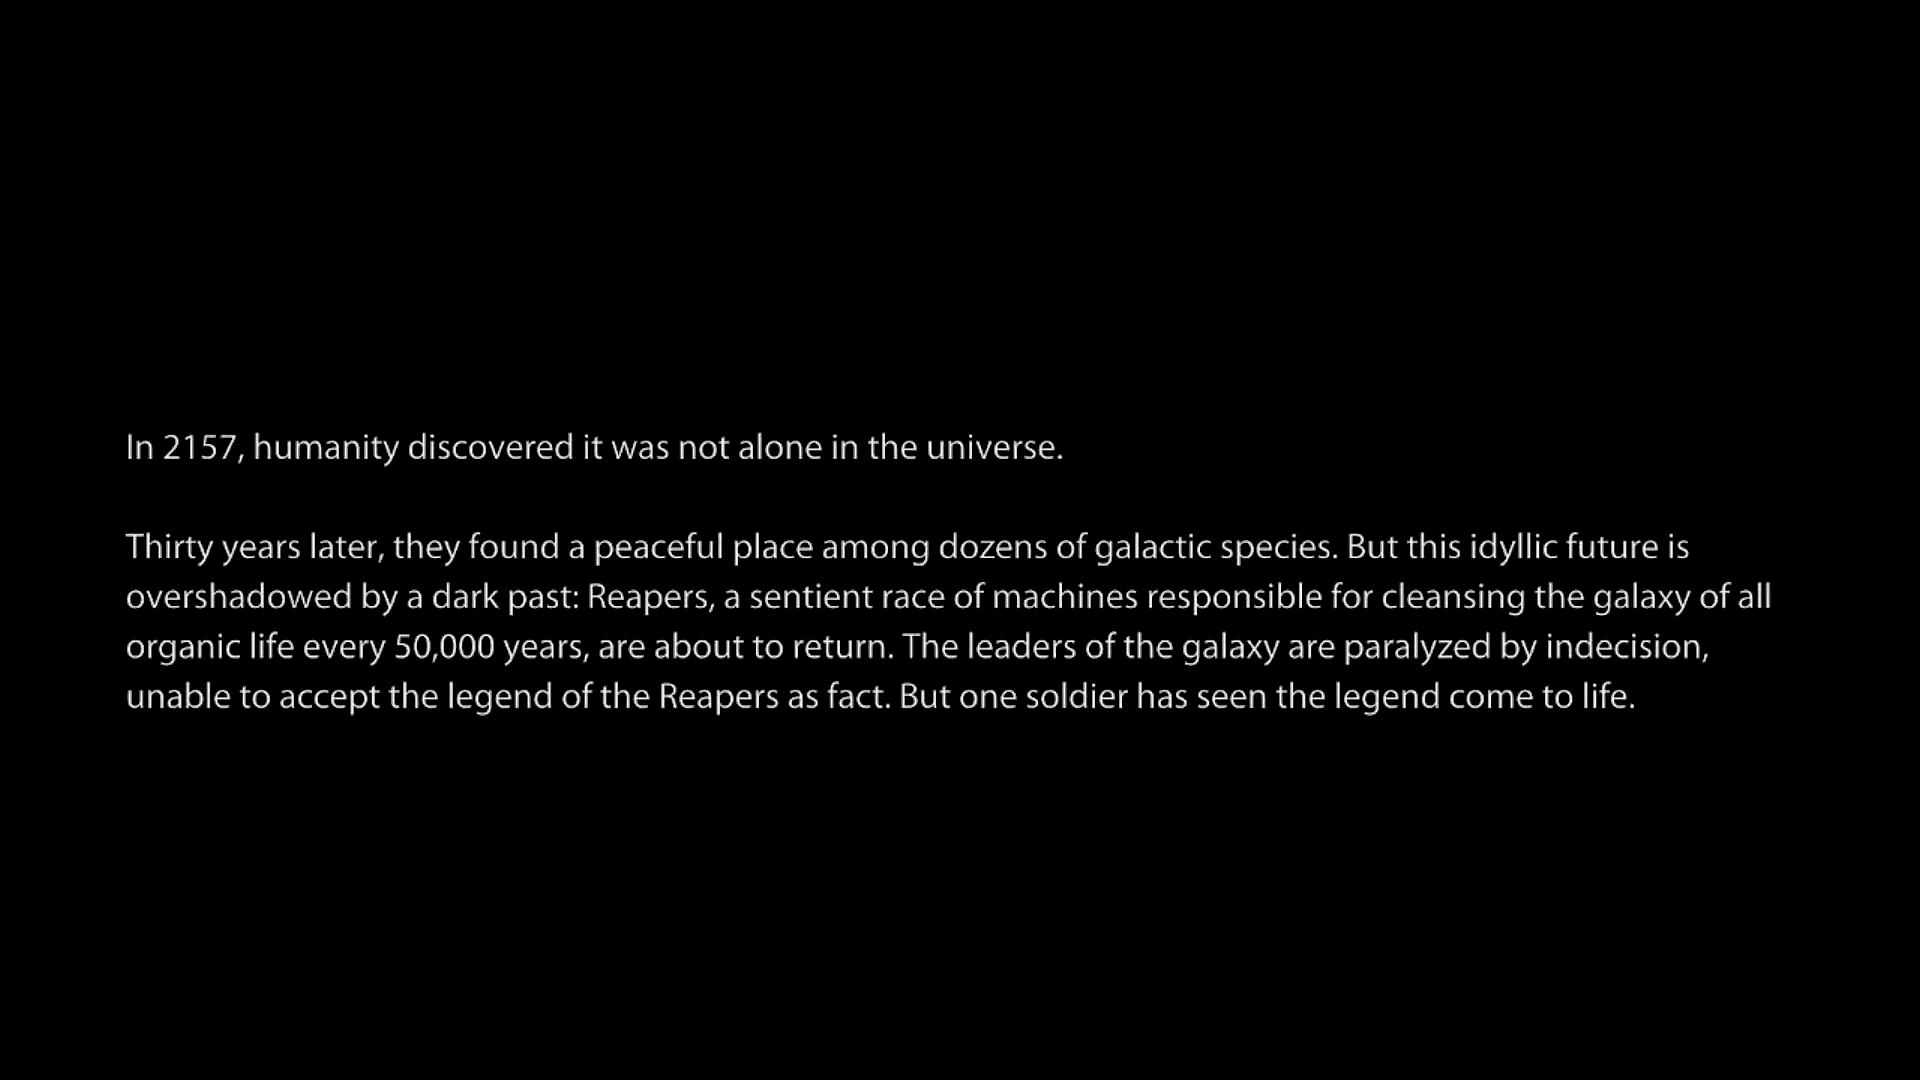 In 2157, humanity discovered it was not alone in the universe.
Thirty years later, they found a peaceful place among dozens of galactic species. But this idyllic future is
overshadowed by a dark past: Reapers, a sentient race of machines responsible for cleansing the galaxy of all
organic life every 50,000 years, are about to return. The leaders of the galaxy are paralyzed by indecision,
unable to accept the legend of the Reapers as fact. But one soldier has seen the legend come to life.